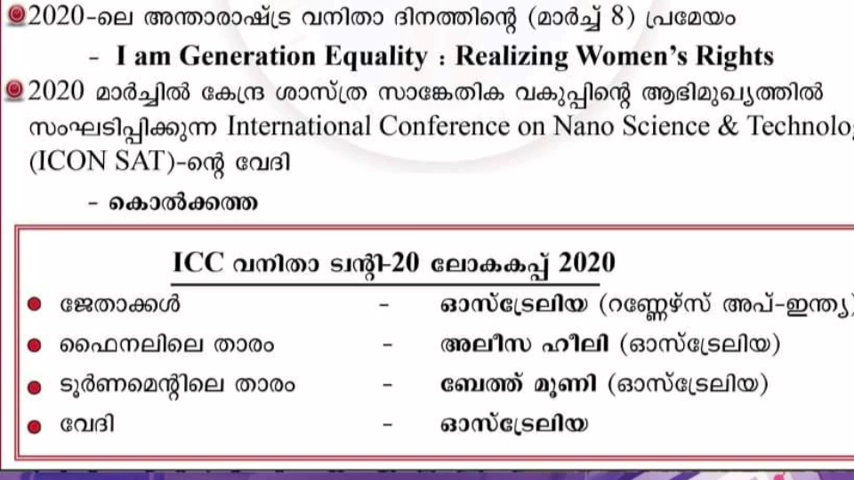 2020-ലെ അന്താരാഷ്ട്ര വനിതാ ദിനത്തിന്റെ (മാർച്ച് 8) പ്രമേയം
- I am Generation Equality : Realizing Women's Rights
2020 മാർച്ചിൽ കേന്ദ്ര ശാസ്ത്ര സാങ്കേതിക വകുപ്പിന്റെ ആഭിമുഖ്യത്തിൽ
സംഘടിപ്പിക്കുന്ന International Conference on Nano Science & Technolo
(ICON SAT)-ന്റെ വേദി
- കൊൽക്കത്ത
ICC വനിതാ ട്വന്റി-20 ലോകകപ്പ് 2020
ജേതാക്കൾ - ഓസ്ട്രേലിയ (റണ്ണേഴ്സ് അപ്-ഇന്ത്യ)
ഫൈനലിലെ താരം - അലീസ ഹീലി (ഓസ്ട്രേലിയ)
ടൂർണമെന്റിലെ താരം - ബേത്ത് മൂണി (ഓസ്ട്രേലിയ)
വേദി - ഓസ്ട്രേലിയ